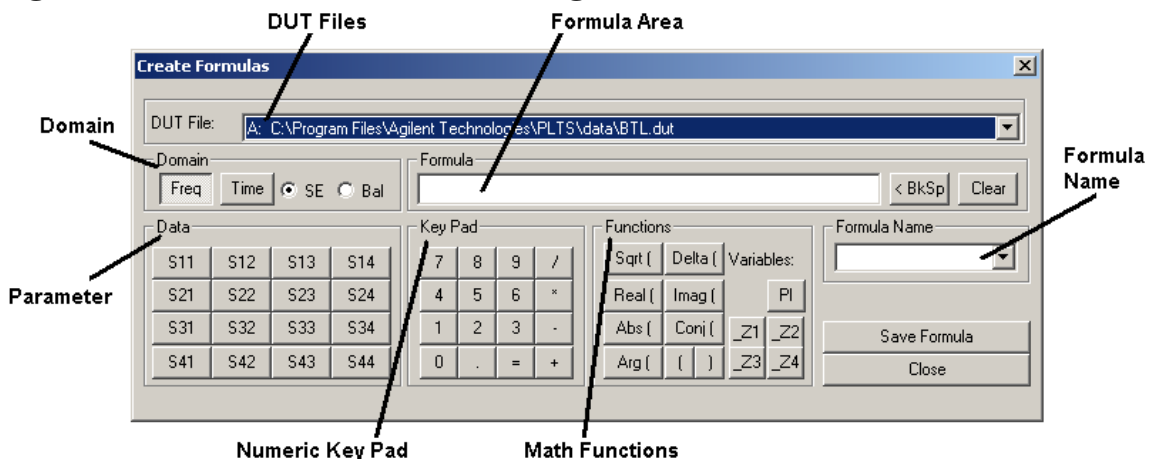 DUT Files Formula Area
Create Formulas
DUT File: A: C:\Program Files\Agilent Technologies\PLTS\data\BTL.dut
Domain
Domain Formula
Formula Name
Freq Time SE Bal < BkSp Clear
Data Key Pad Functions Formula Name
S11 S12 S13 S14 7 8 9 / Sqrt ( Delta ( Variables:
Parameter
S21 S22 S23 S24 4 5 6 * Real ( Imag ( PI
S31 S32 S33 S34 1 2 3 - Abs ( Conj ( _Z1 _Z2 Save Formula
S41 S42 S43 S44 0 . = + Arg ( ( ) _Z3 _Z4 Close
Numeric Key Pad Math Functions